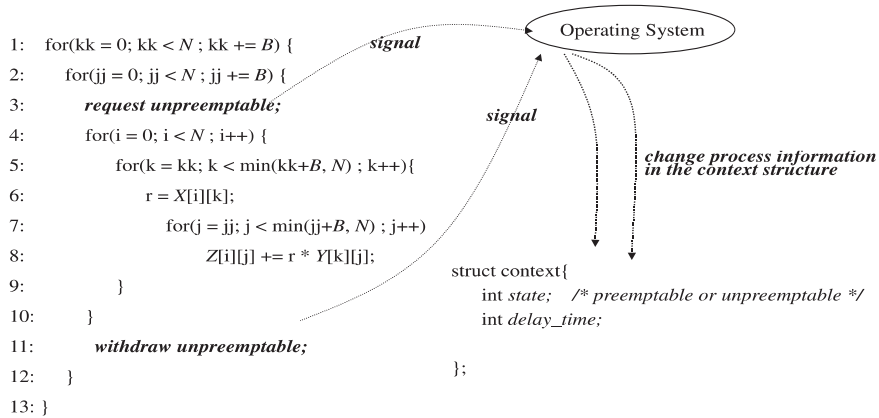 1: for(kk = 0; kk < N ; kk += B) {
2: for(jj = 0; jj < N ; jj += B) {
3: request unpreemptable;
4: for(i = 0; i < N ; i++) {
5: for(k = kk; k < min(kk+B, N) ; k++){
6: r = X[i][k];
7: for(j = jj; j < min(jj+B, N) ; j++)
8: Z[i][j] += r * Y[k][j];
9: }
10: }
11: withdraw unpreemptable;
12: }
13: }
signal
signal
Operating System
change process information
in the context structure
struct context{
int state; /* preemptable or unpreemptable */
int delay_time;
};